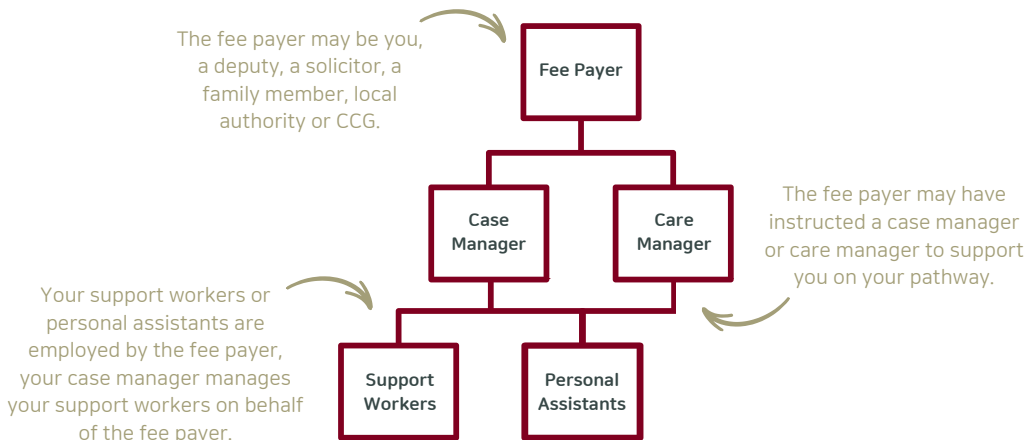 The fee payer may be you,
a deputy, a solicitor, a
family member, local
authority or CCG.
Fee Payer
Case
Manager
Care
Manager
The fee payer may have
instructed a case manager
or care manager to support
you on your pathway.
Your support workers or
personal assistants are
employed by the fee payer,
your case manager manages
your support workers on behalf
of the fee payer.
Support
Workers
Personal
Assistants